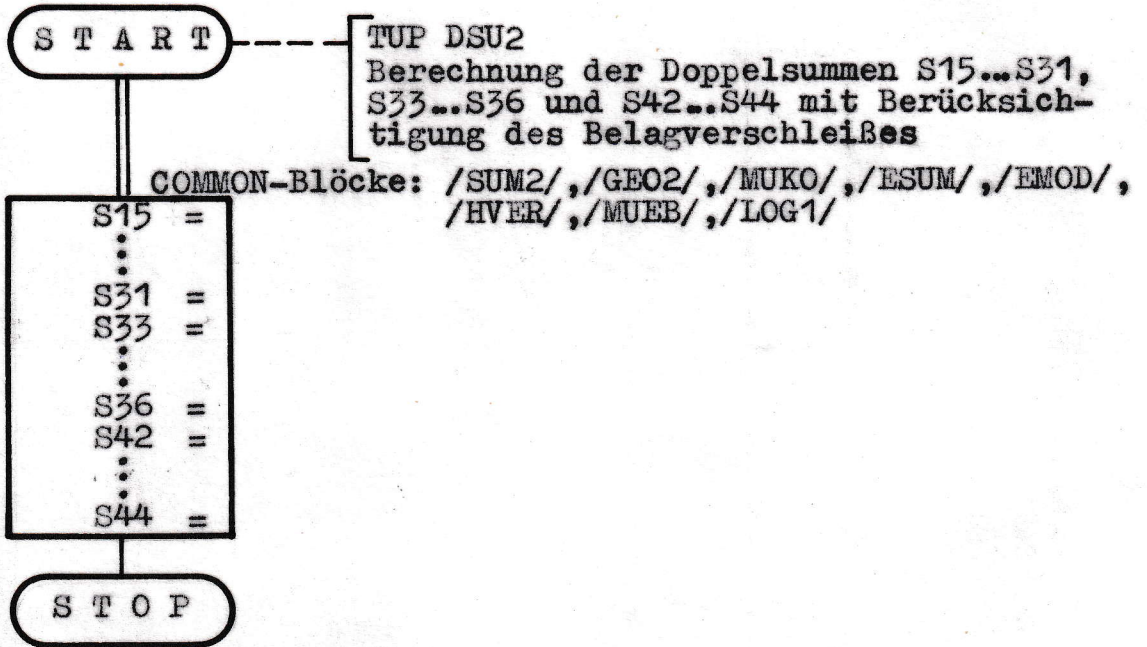 S T A R T
TUP DSU2
Berechnung der Doppelsummen S15...S31,
S33...S36 und S42...S44 mit Berücksich-
tigung des Belagverschleißes
COMMON-Blöcke: /SUM2/,/GEO2/,/MUKO/,/ESUM/,/EMOD/,
/HVER/,/MUEB/,/LOG1/
S15 =
S31 =
S33 =
S36 =
S42 =
S44 =
S T O P